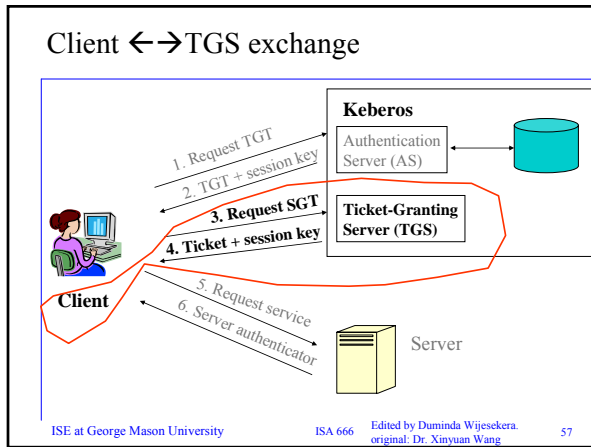 Client ←→TGS exchange
Keberos
1. Request TGT
Authentication
Server (AS)
2. TGT + session key
3. Request SGT
Ticket-Granting
Server (TGS)
4. Ticket + session key
Client
5. Request service
6. Server authenticator
Server
ISE at George Mason University
ISA 666
Edited by Duminda Wijesekera.
original: Dr. Xinyuan Wang
57